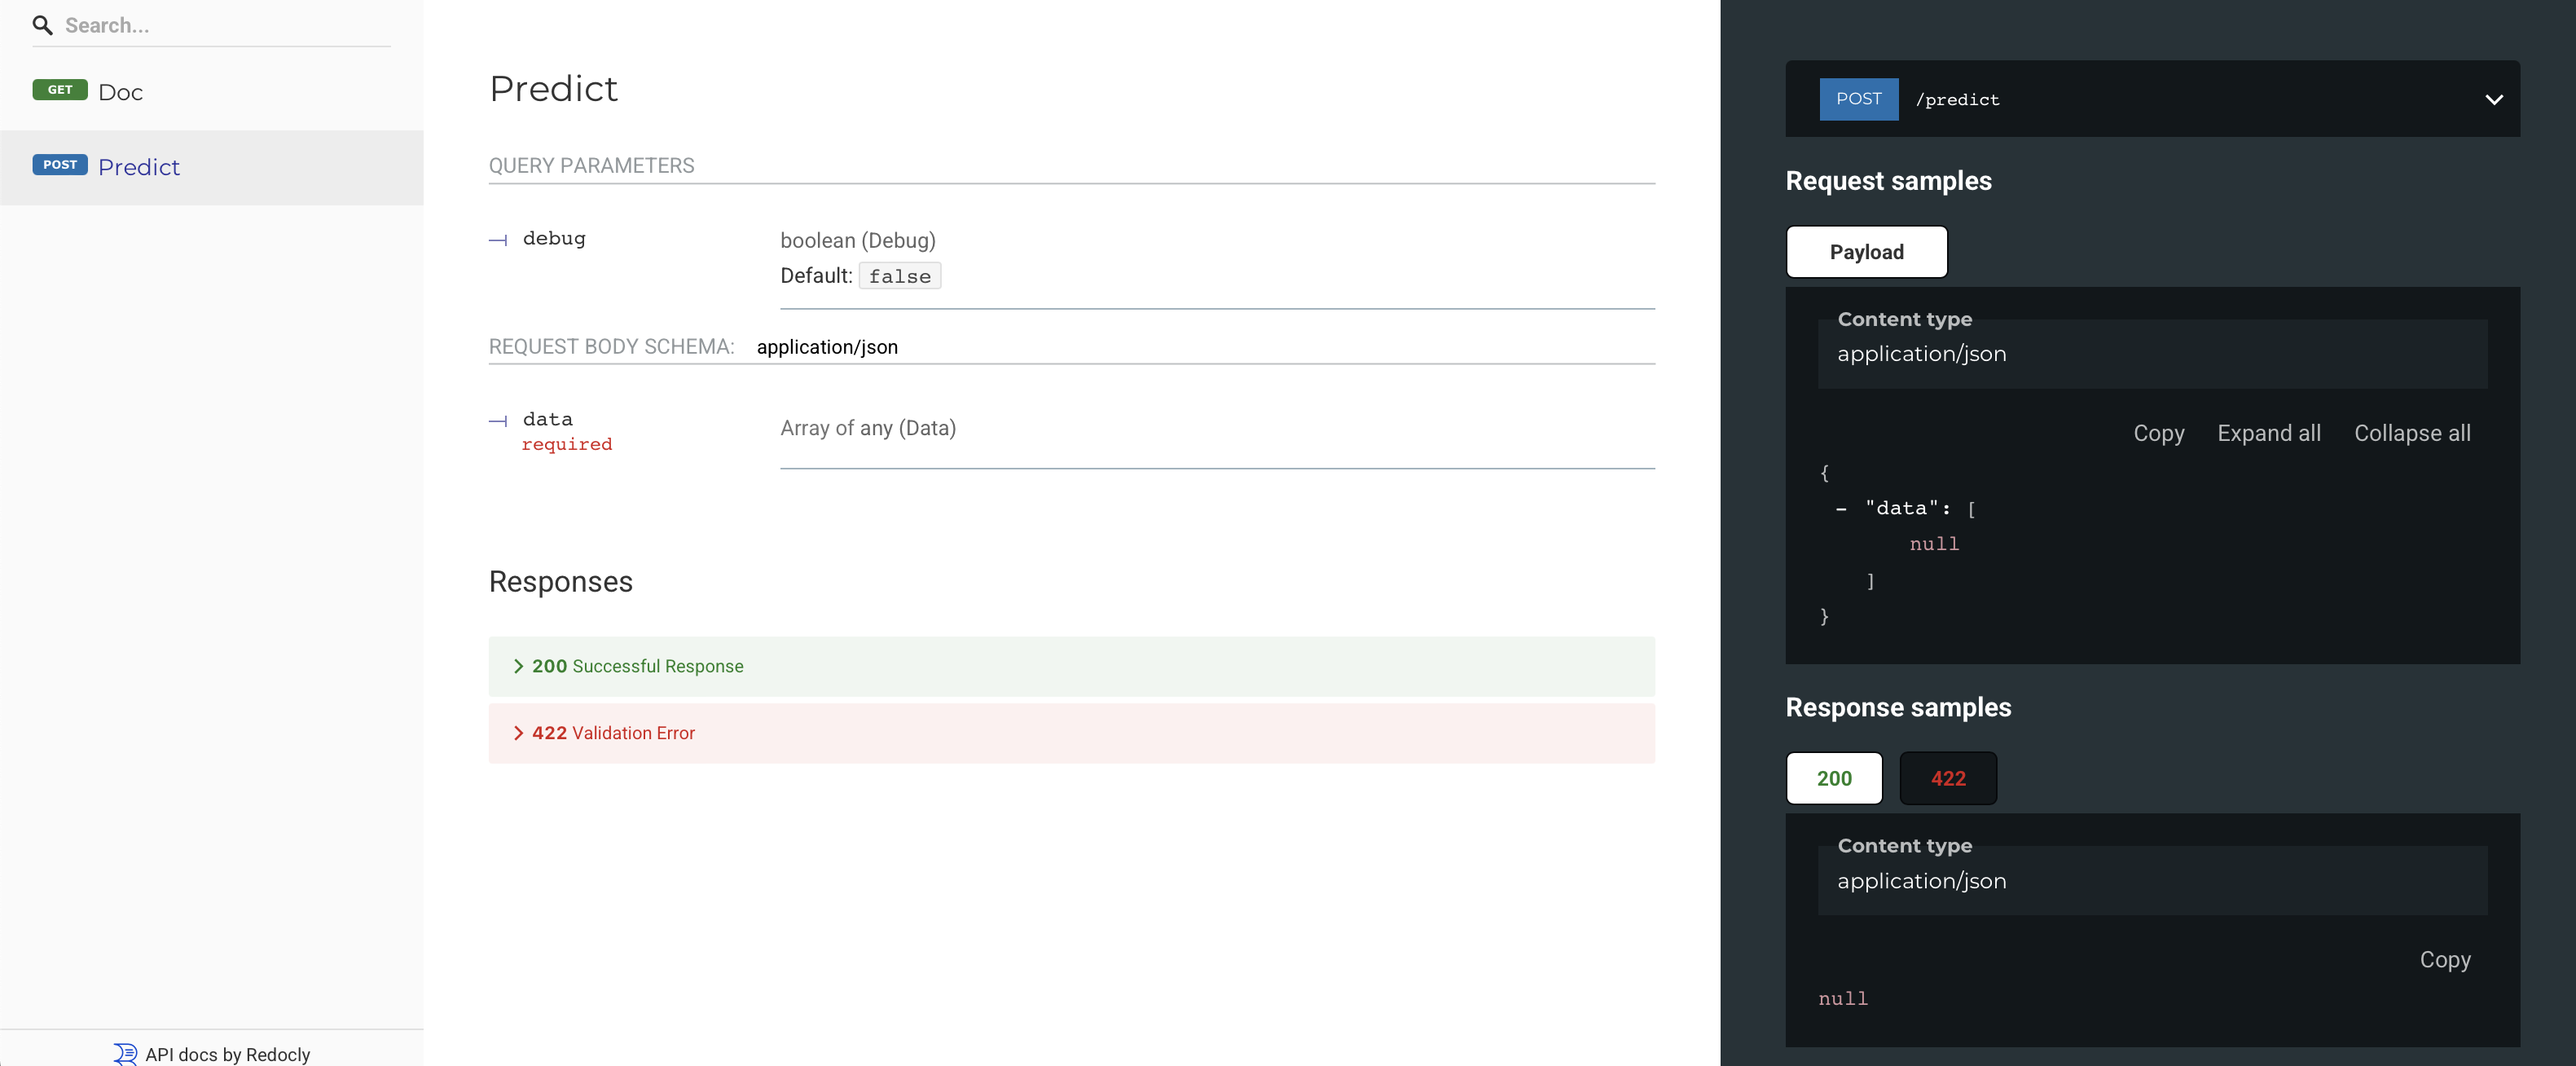 Search...
GET Doc
POST Predict
API docs by Redocly
Predict
QUERY PARAMETERS
debug
boolean (Debug)
Default: false
REQUEST BODY SCHEMA: application/json
data
required
Array of any (Data)
Responses
200 Successful Response
422 Validation Error
POST /predict
Request samples
Payload
Content type
application/json
Copy Expand all Collapse all
{
- "data": [
null
]
}
Response samples
200 422
Content type
application/json
Copy
null